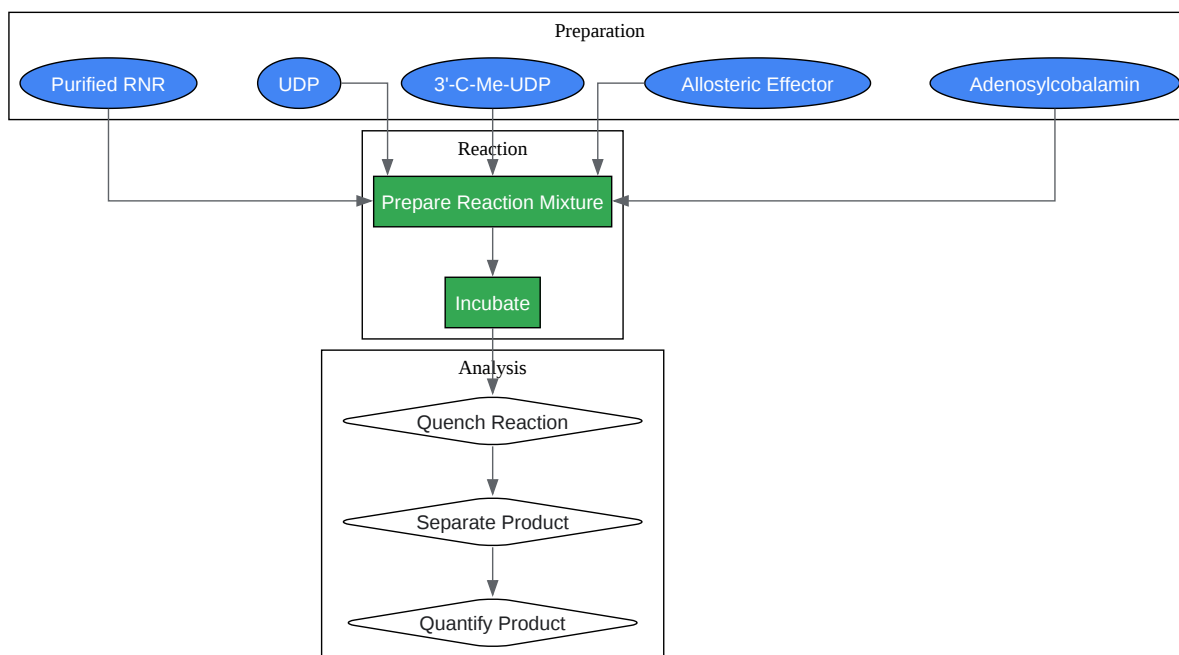 Preparation
Purified RNR
UDP
3'-C-Me-UDP
Allosteric Effector
Adenosylcobalamin
Reaction
Prepare Reaction Mixture
Incubate
Analysis
Quench Reaction
Separate Product
Quantify Product